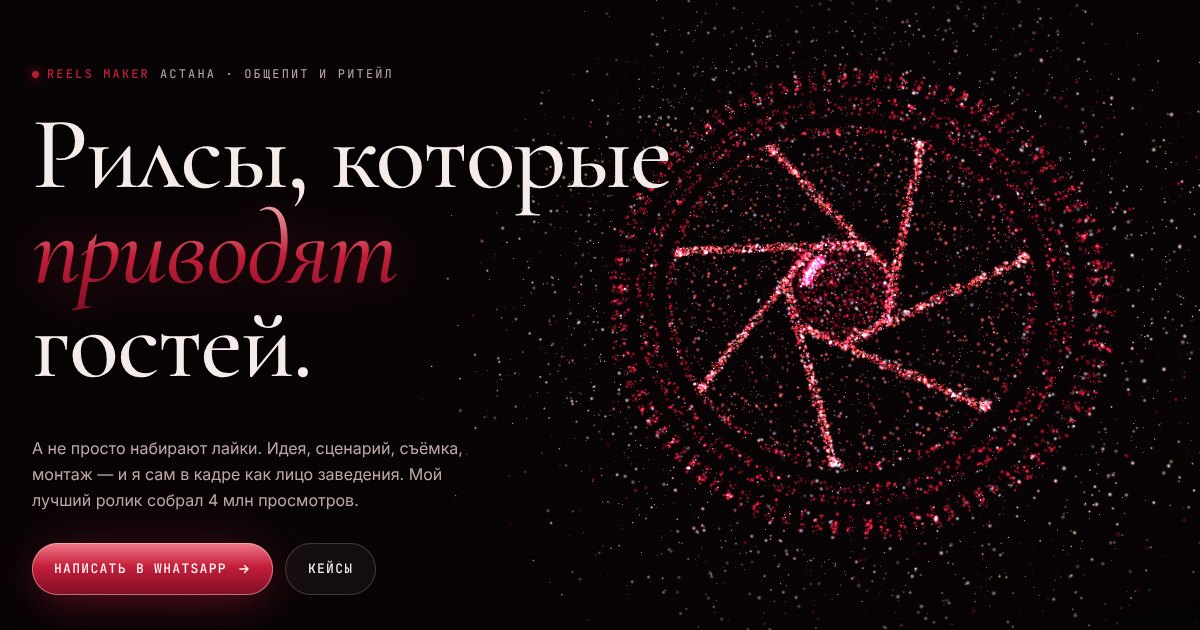 REELS MAKER АСТАНА · ОБЩЕПИТ И РИТЕЙЛ
Рилсы, которые
приводят
гостей.
А не просто набирают лайки. Идея, сценарий, съёмка,
монтаж — и я сам в кадре как лицо заведения. Мой
лучший ролик собрал 4 млн просмотров.
НАПИСАТЬ В WHATSAPP →
КЕЙСЫ